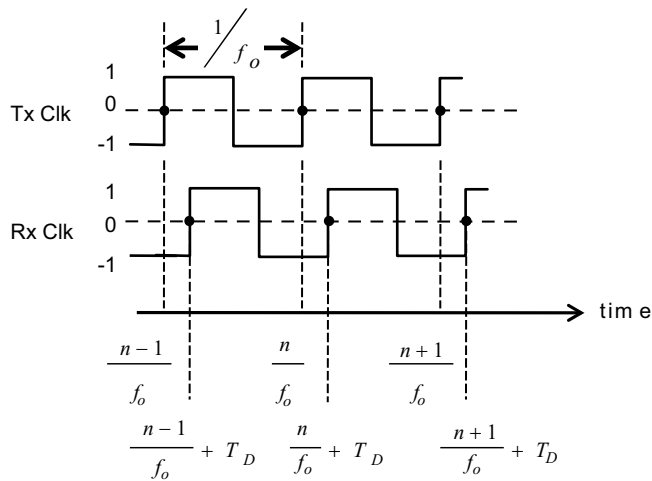 1/f_o
1
Tx Clk
0
-1
1
Rx Clk
0
-1
time
(n – 1)/f_o
n/f_o
(n + 1)/f_o
(n – 1)/f_o + T_D
n/f_o + T_D
(n + 1)/f_o + T_D